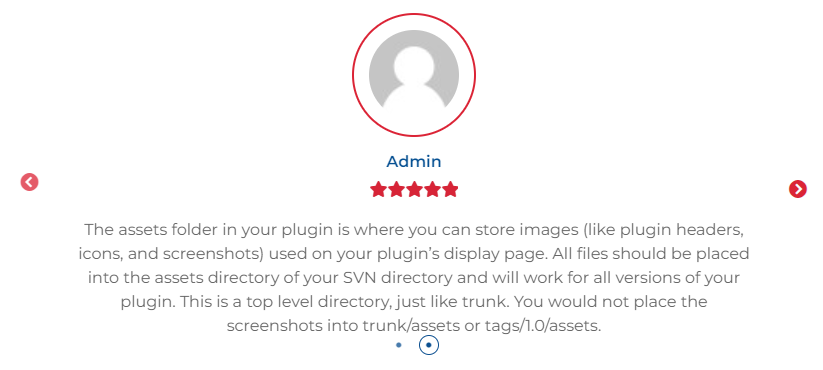 Admin
The assets folder in your plugin is where you can store images (like plugin headers,
icons, and screenshots) used on your plugin’s display page. All files should be placed
into the assets directory of your SVN directory and will work for all versions of your
plugin. This is a top level directory, just like trunk. You would not place the
screenshots into trunk/assets or tags/1.0/assets.